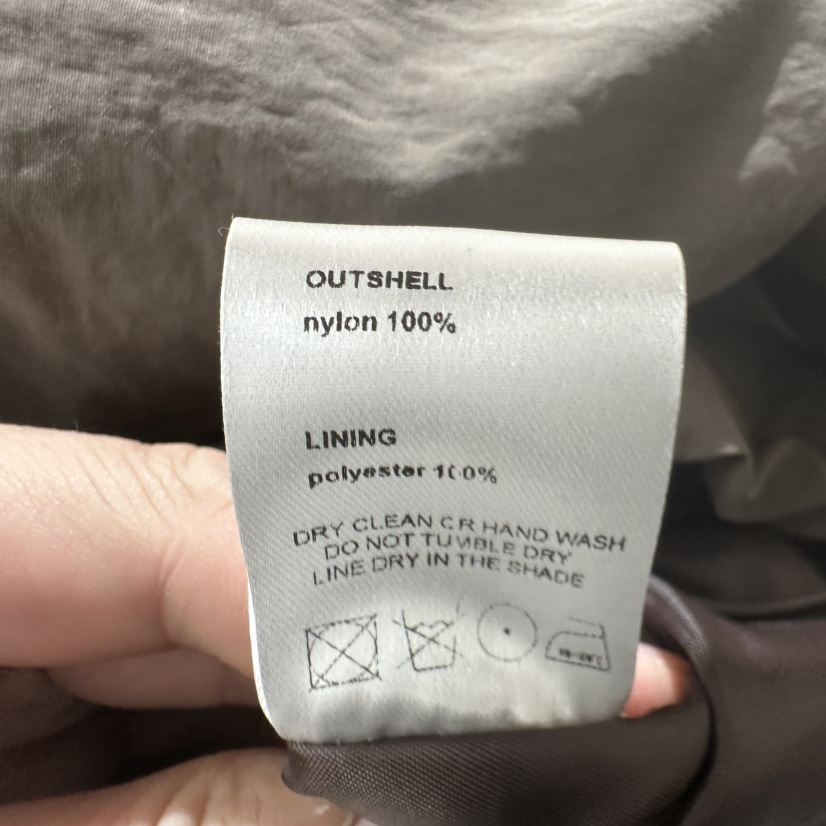 OUTSHELL
nylon 100%
LINING
polyester 100%
DRY CLEAN OR HAND WASH
DO NOT TUMBLE DRY
LINE DRY IN THE SHADE